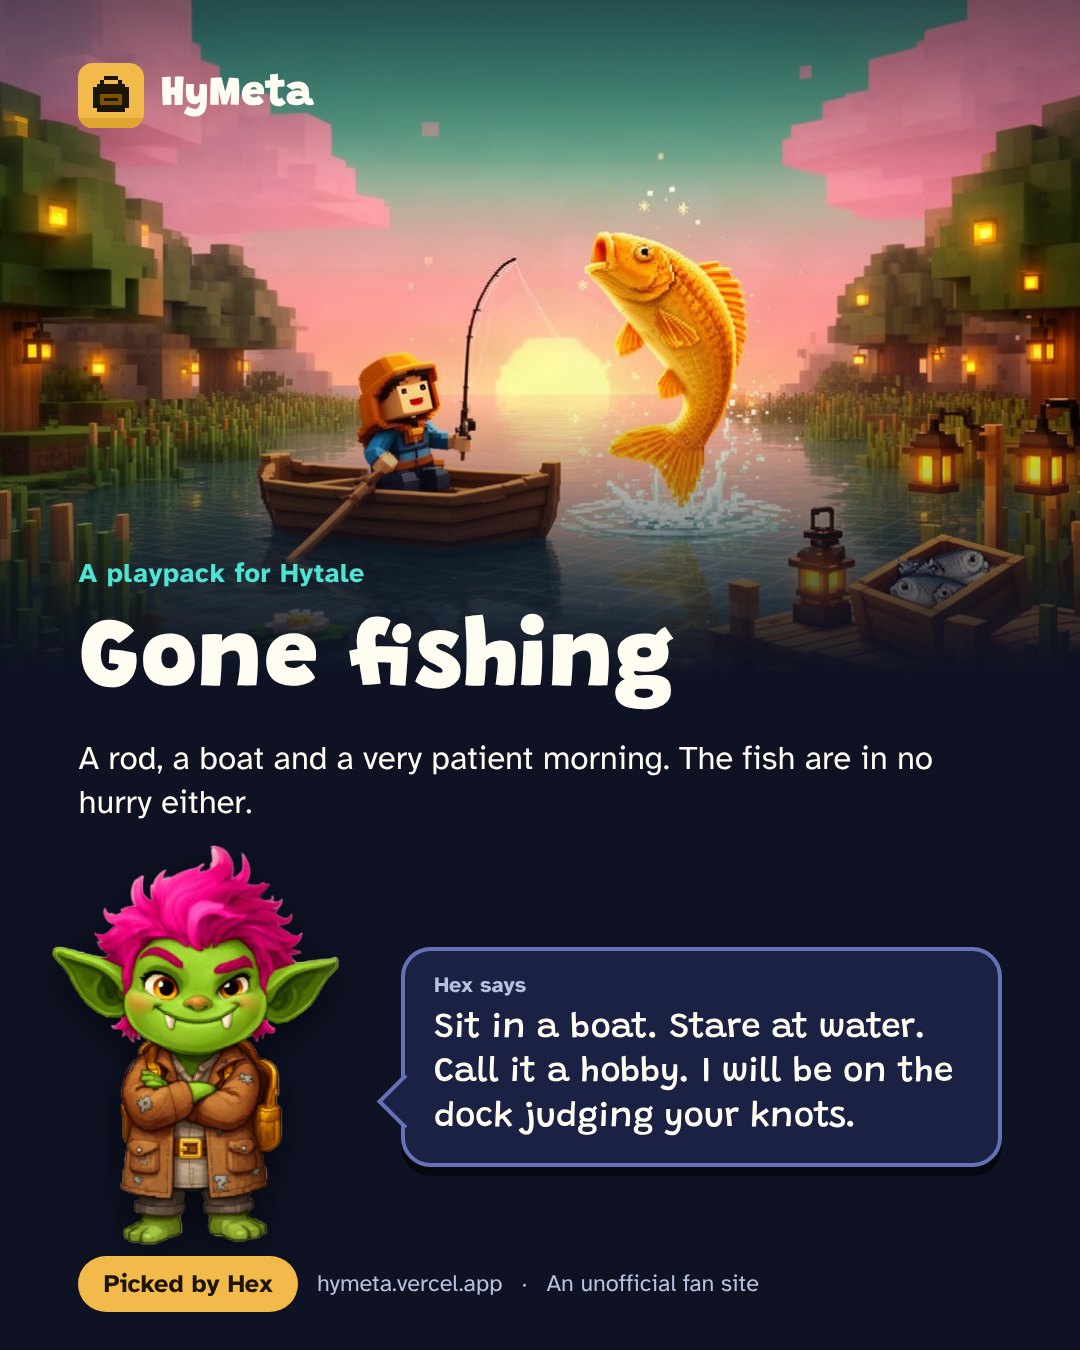 HyMeta
A playpack for Hytale
Gone fishing
A rod, a boat and a very patient morning. The fish are in no
hurry either.
Hex says
Sit in a boat. Stare at water.
Call it a hobby. I will be on the
dock judging your knots.
Picked by Hex
hymeta.vercel.app · An unofficial fan site